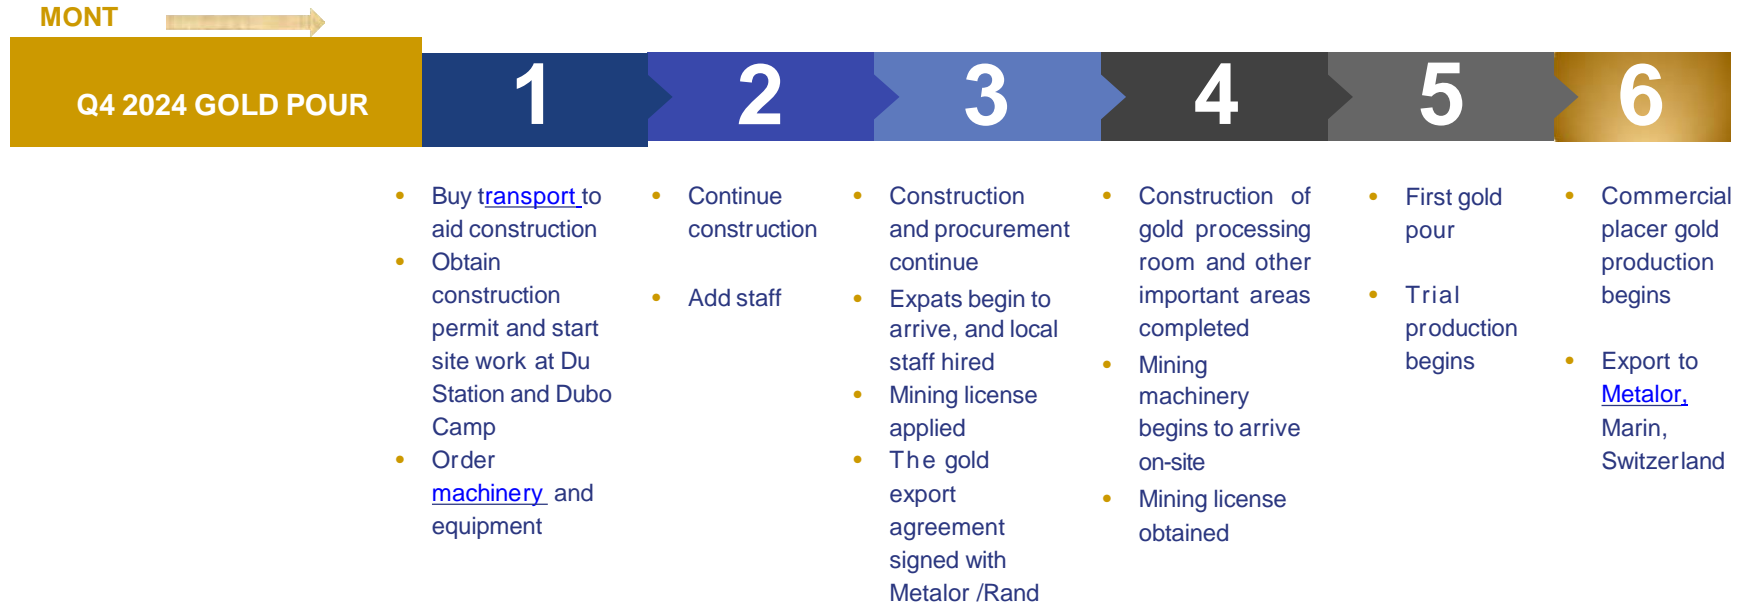 MONT
Q4 2024 GOLD POUR
1
2
3
4
5
6
• Buy transport to
aid construction
• Obtain
construction
permit and start
site work at Du
Station and Dubo
Camp
• Order
machinery and
equipment
• Continue
construction
• Add staff
• Construction
and procurement
continue
• Expats begin to
arrive, and local
staff hired
• Mining license
applied
• The gold
export
agreement
signed with
Metalor /Rand
• Construction of
gold processing
room and other
important areas
completed
• Mining
machinery
begins to arrive
on-site
• Mining license
obtained
• First gold
pour
• Trial
production
begins
• Commercial
placer gold
production
begins
• Export to
Metalor,
Marin,
Switzerland